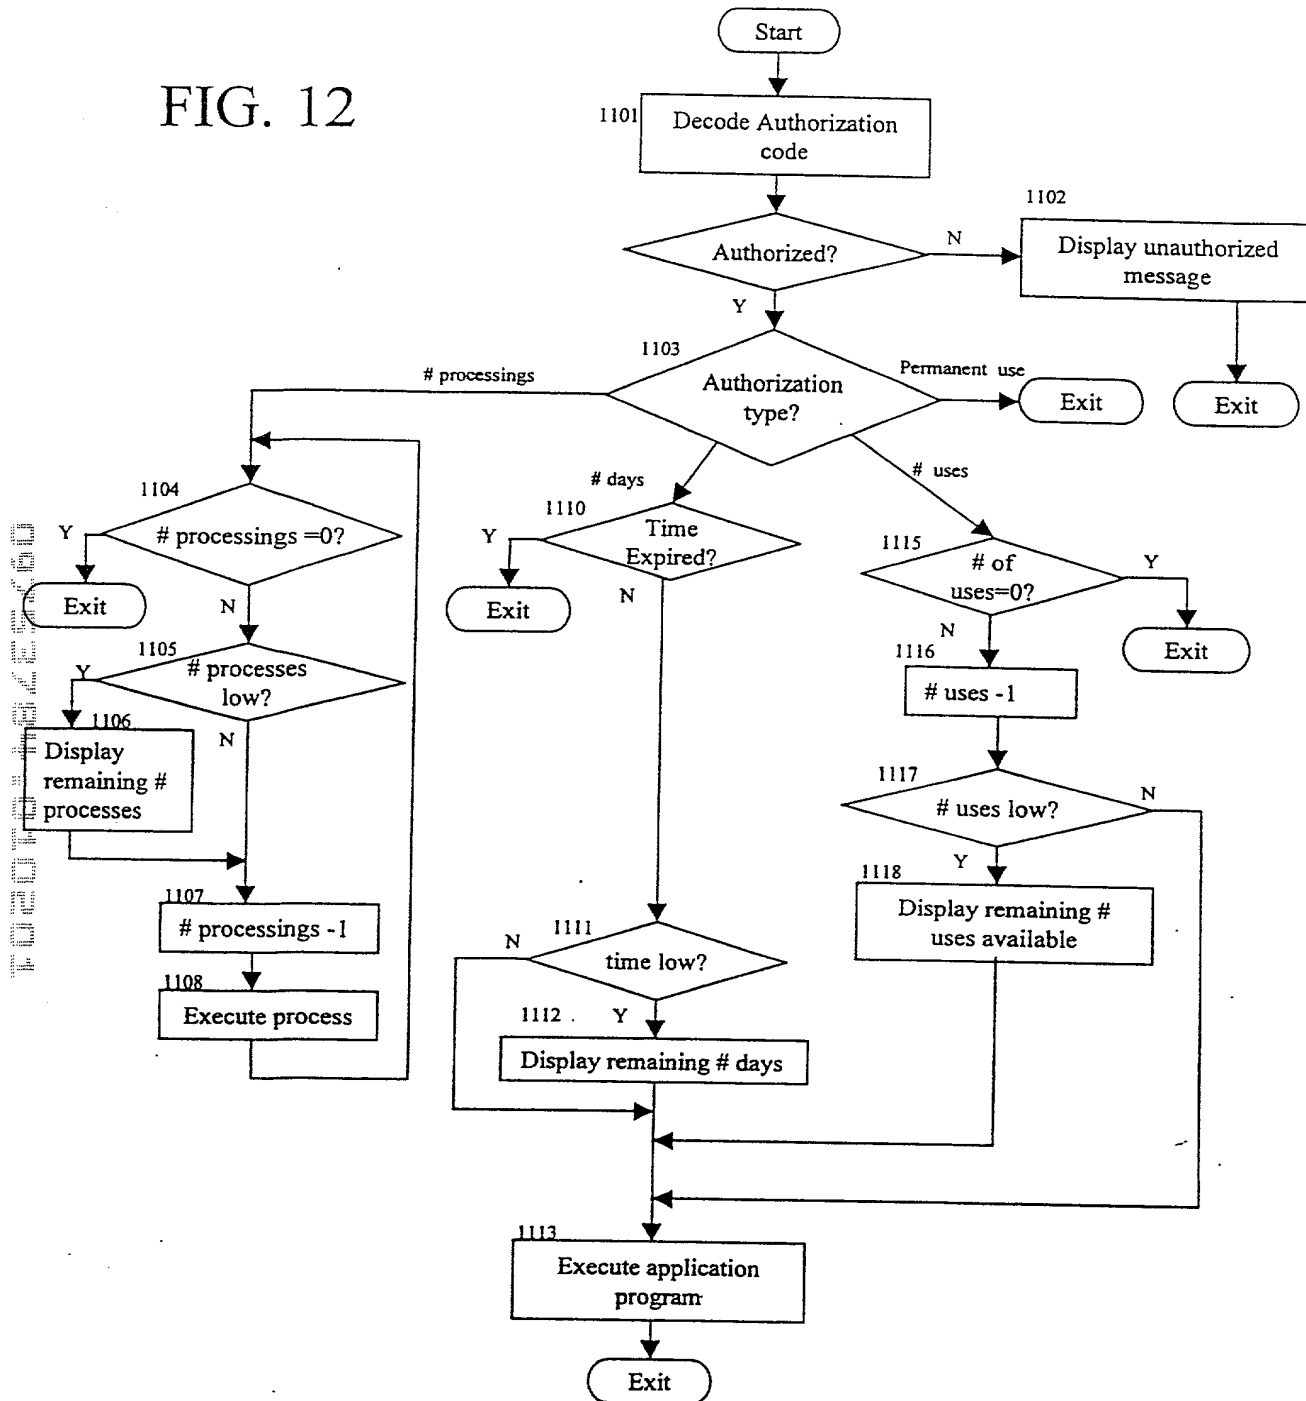 FIG. 12
Start
1101
Decode Authorization
code
1102
Authorized?
N
Display unauthorized
message
Y
1103
# processings
Authorization
type?
Permanent use
Exit
Exit
# days
# uses
1104
# processings =0?
Y
Exit
N
1110
Time
Expired?
Y
Exit
N
1115
# of
uses=0?
Y
Exit
N
1105
# processes
low?
Y
N
1106
Display
remaining #
processes
1116
# uses -1
1117
# uses low?
N
Y
1118
Display remaining #
uses available
1107
# processings -1
1108
Execute process
1111
time low?
N
Y
1112 .
Display remaining # days
1113
Execute application
program
Exit